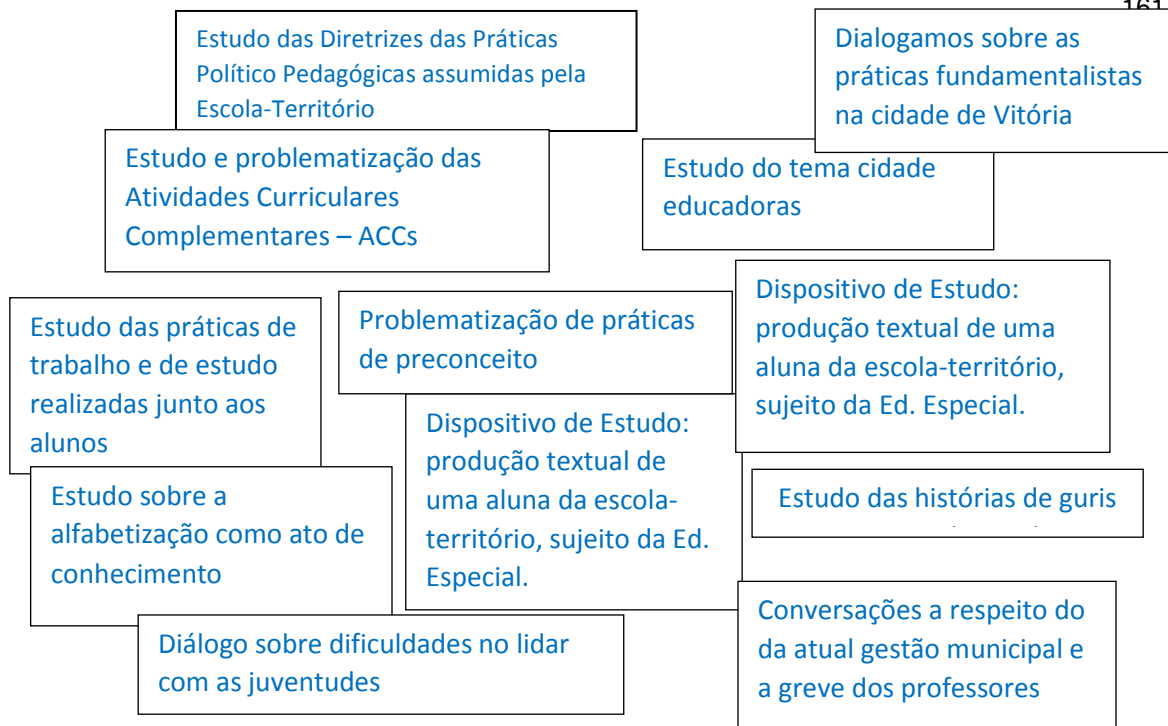 161
Estudo das Diretrizes das Práticas
Político Pedagógicas assumidas pela
Escola-Território
Dialogamos sobre as
práticas fundamentalistas
na cidade de Vitória
Estudo e problematização das
Atividades Curriculares
Complementares – ACCs
Estudo do tema cidade
educadoras
Estudo das práticas de
trabalho e de estudo
realizadas junto aos
alunos
Problematização de práticas
de preconceito
Dispositivo de Estudo:
produção textual de uma
aluna da escola-território,
sujeito da Ed. Especial.
Dispositivo de Estudo:
produção textual de
uma aluna da escola-
território, sujeito da Ed.
Especial.
Estudo sobre a
alfabetização como ato de
conhecimento
Estudo das histórias de guris
Diálogo sobre dificuldades no lidar
com as juventudes
Conversações a respeito do
da atual gestão municipal e
a greve dos professores